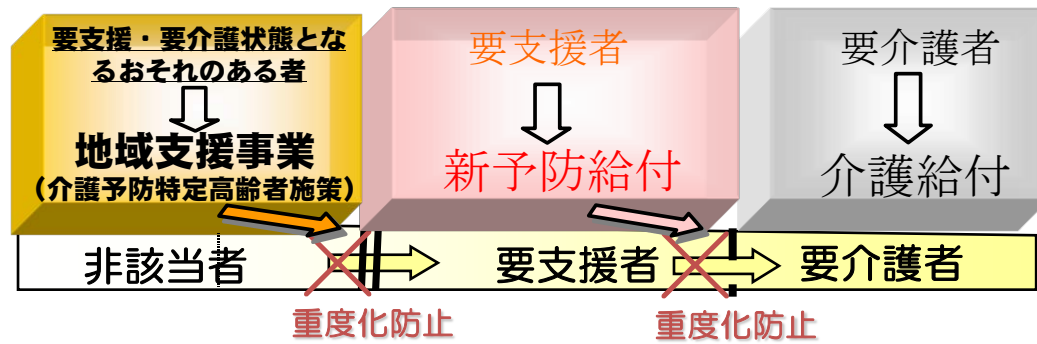 要支援・要介護状態とな
るおそれのある者
地域支援事業
（介護予防特定高齢者施策）
要支援者
新予防給付
要介護者
介護給付
非該当者
要支援者
要介護者
重度化防止
重度化防止